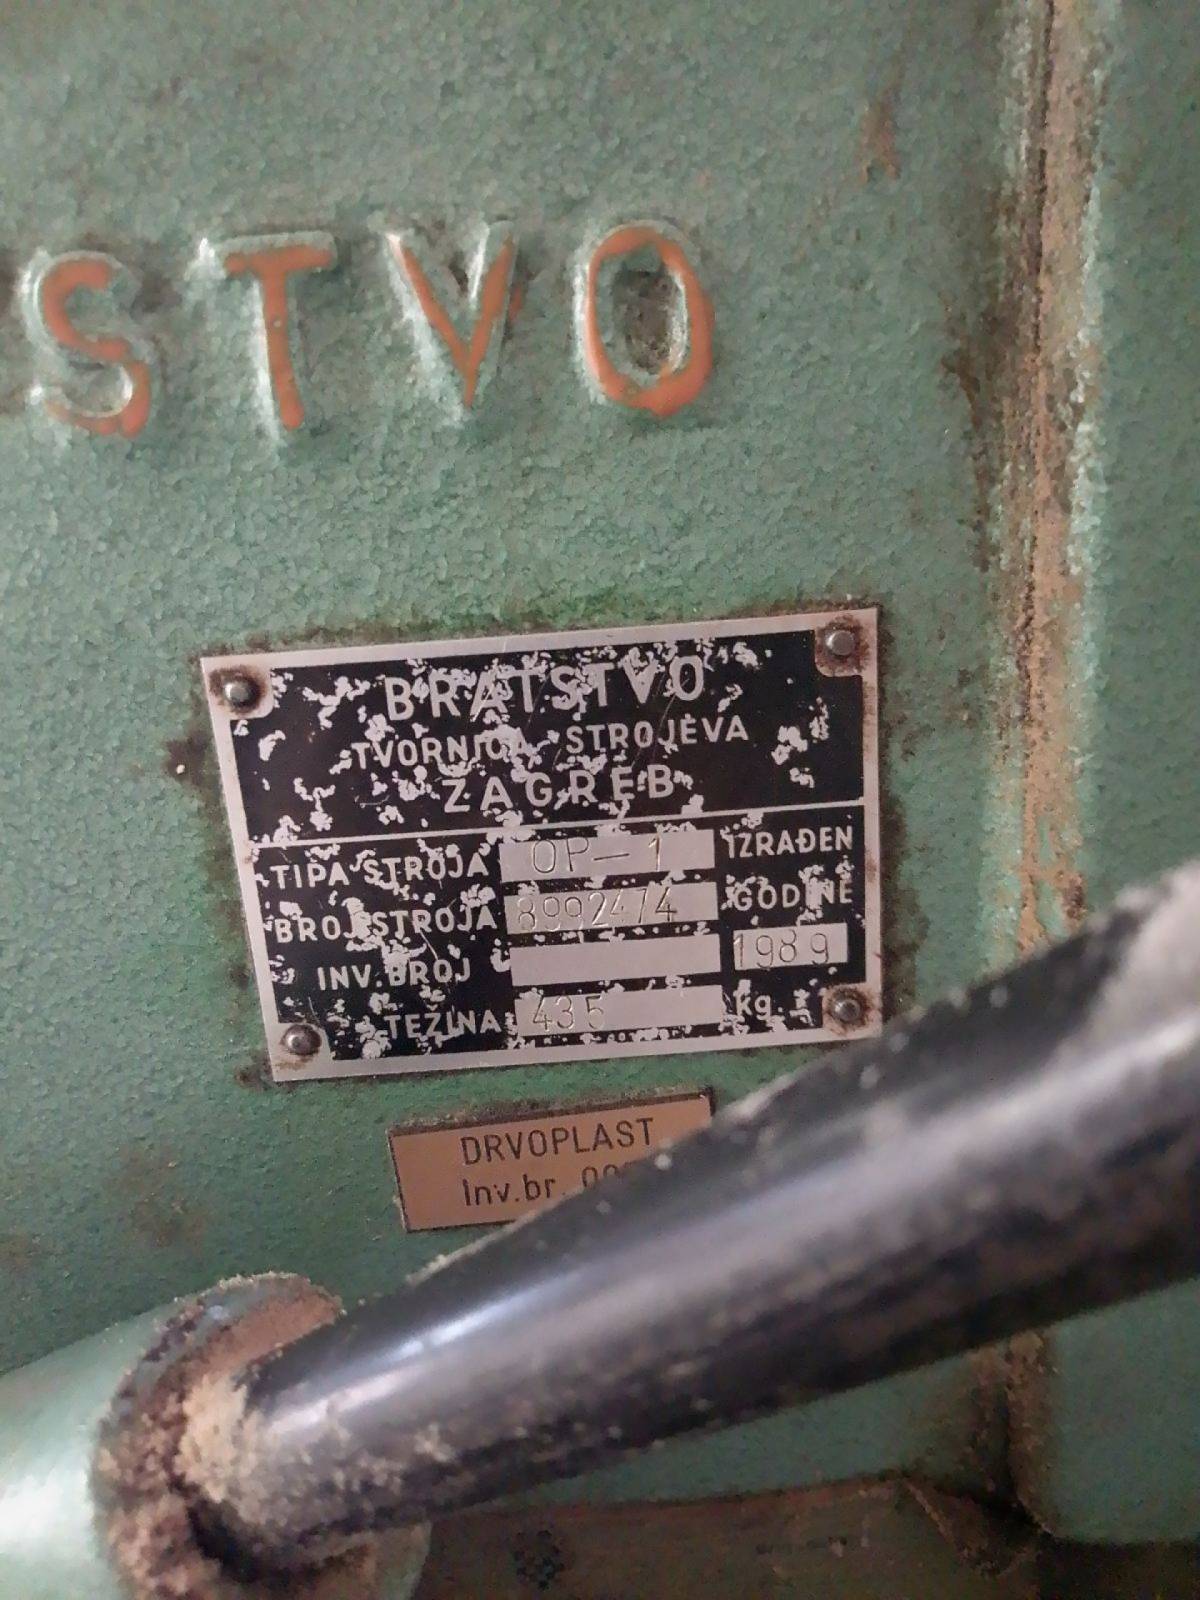 STVO
BRATSTVO
TVORNICA STROJEVA
ZAGREB
TIPA STROJA OP-1 IZRAĐEN
BROJ STROJA 8992474 GODINE
INV. BROJ 1989
TEŽINA 435 kg.
DRVOPLAST
Inv.br.